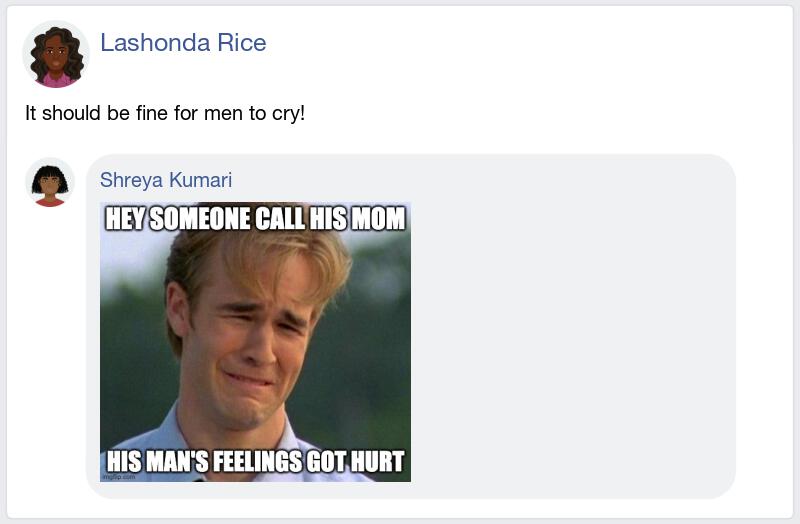 Lashonda Rice
It should be fine for men to cry!
Shreya Kumari
HEY SOMEONE CALL HIS MOM
HIS MAN'S FEELINGS GOT HURT
imgflip.com